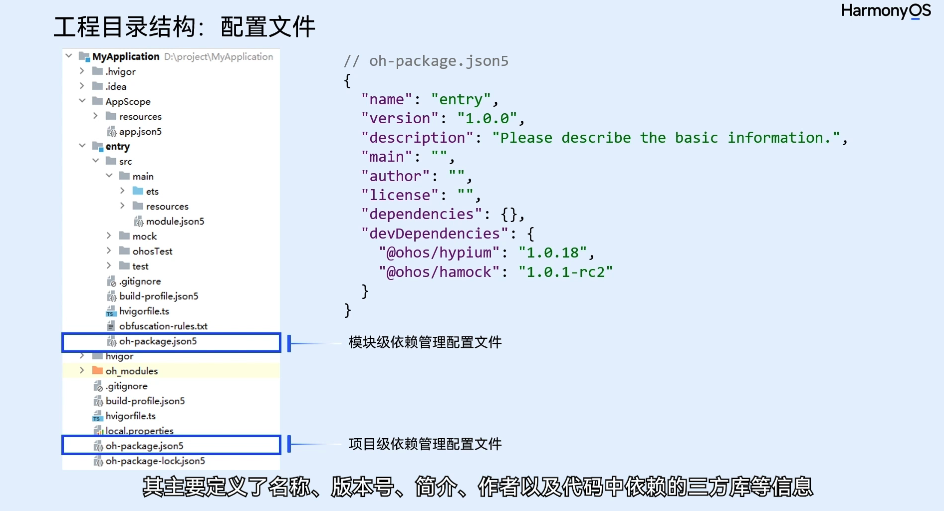 HarmonyOS
工程目录结构：配置文件
MyApplication D:\project\MyApplication
.hvigor
.idea
AppScope
resources
app.json5
entry
src
main
ets
resources
module.json5
mock
ohosTest
test
.gitignore
build-profile.json5
hvigorfile.ts
obfuscation-rules.txt
oh-package.json5
hvigor
oh_modules
.gitignore
build-profile.json5
hvigorfile.ts
local.properties
oh-package.json5
oh-package-lock.json5
// oh-package.json5
{
"name": "entry",
"version": "1.0.0",
"description": "Please describe the basic information.",
"main": "",
"author": "",
"license": "",
"dependencies": {},
"devDependencies": {
"@ohos/hypium": "1.0.18",
"@ohos/hamock": "1.0.1-rc2"
}
}
模块级依赖管理配置文件
项目级依赖管理配置文件
其主要定义了名称、版本号、简介、作者以及代码中依赖的三方库等信息